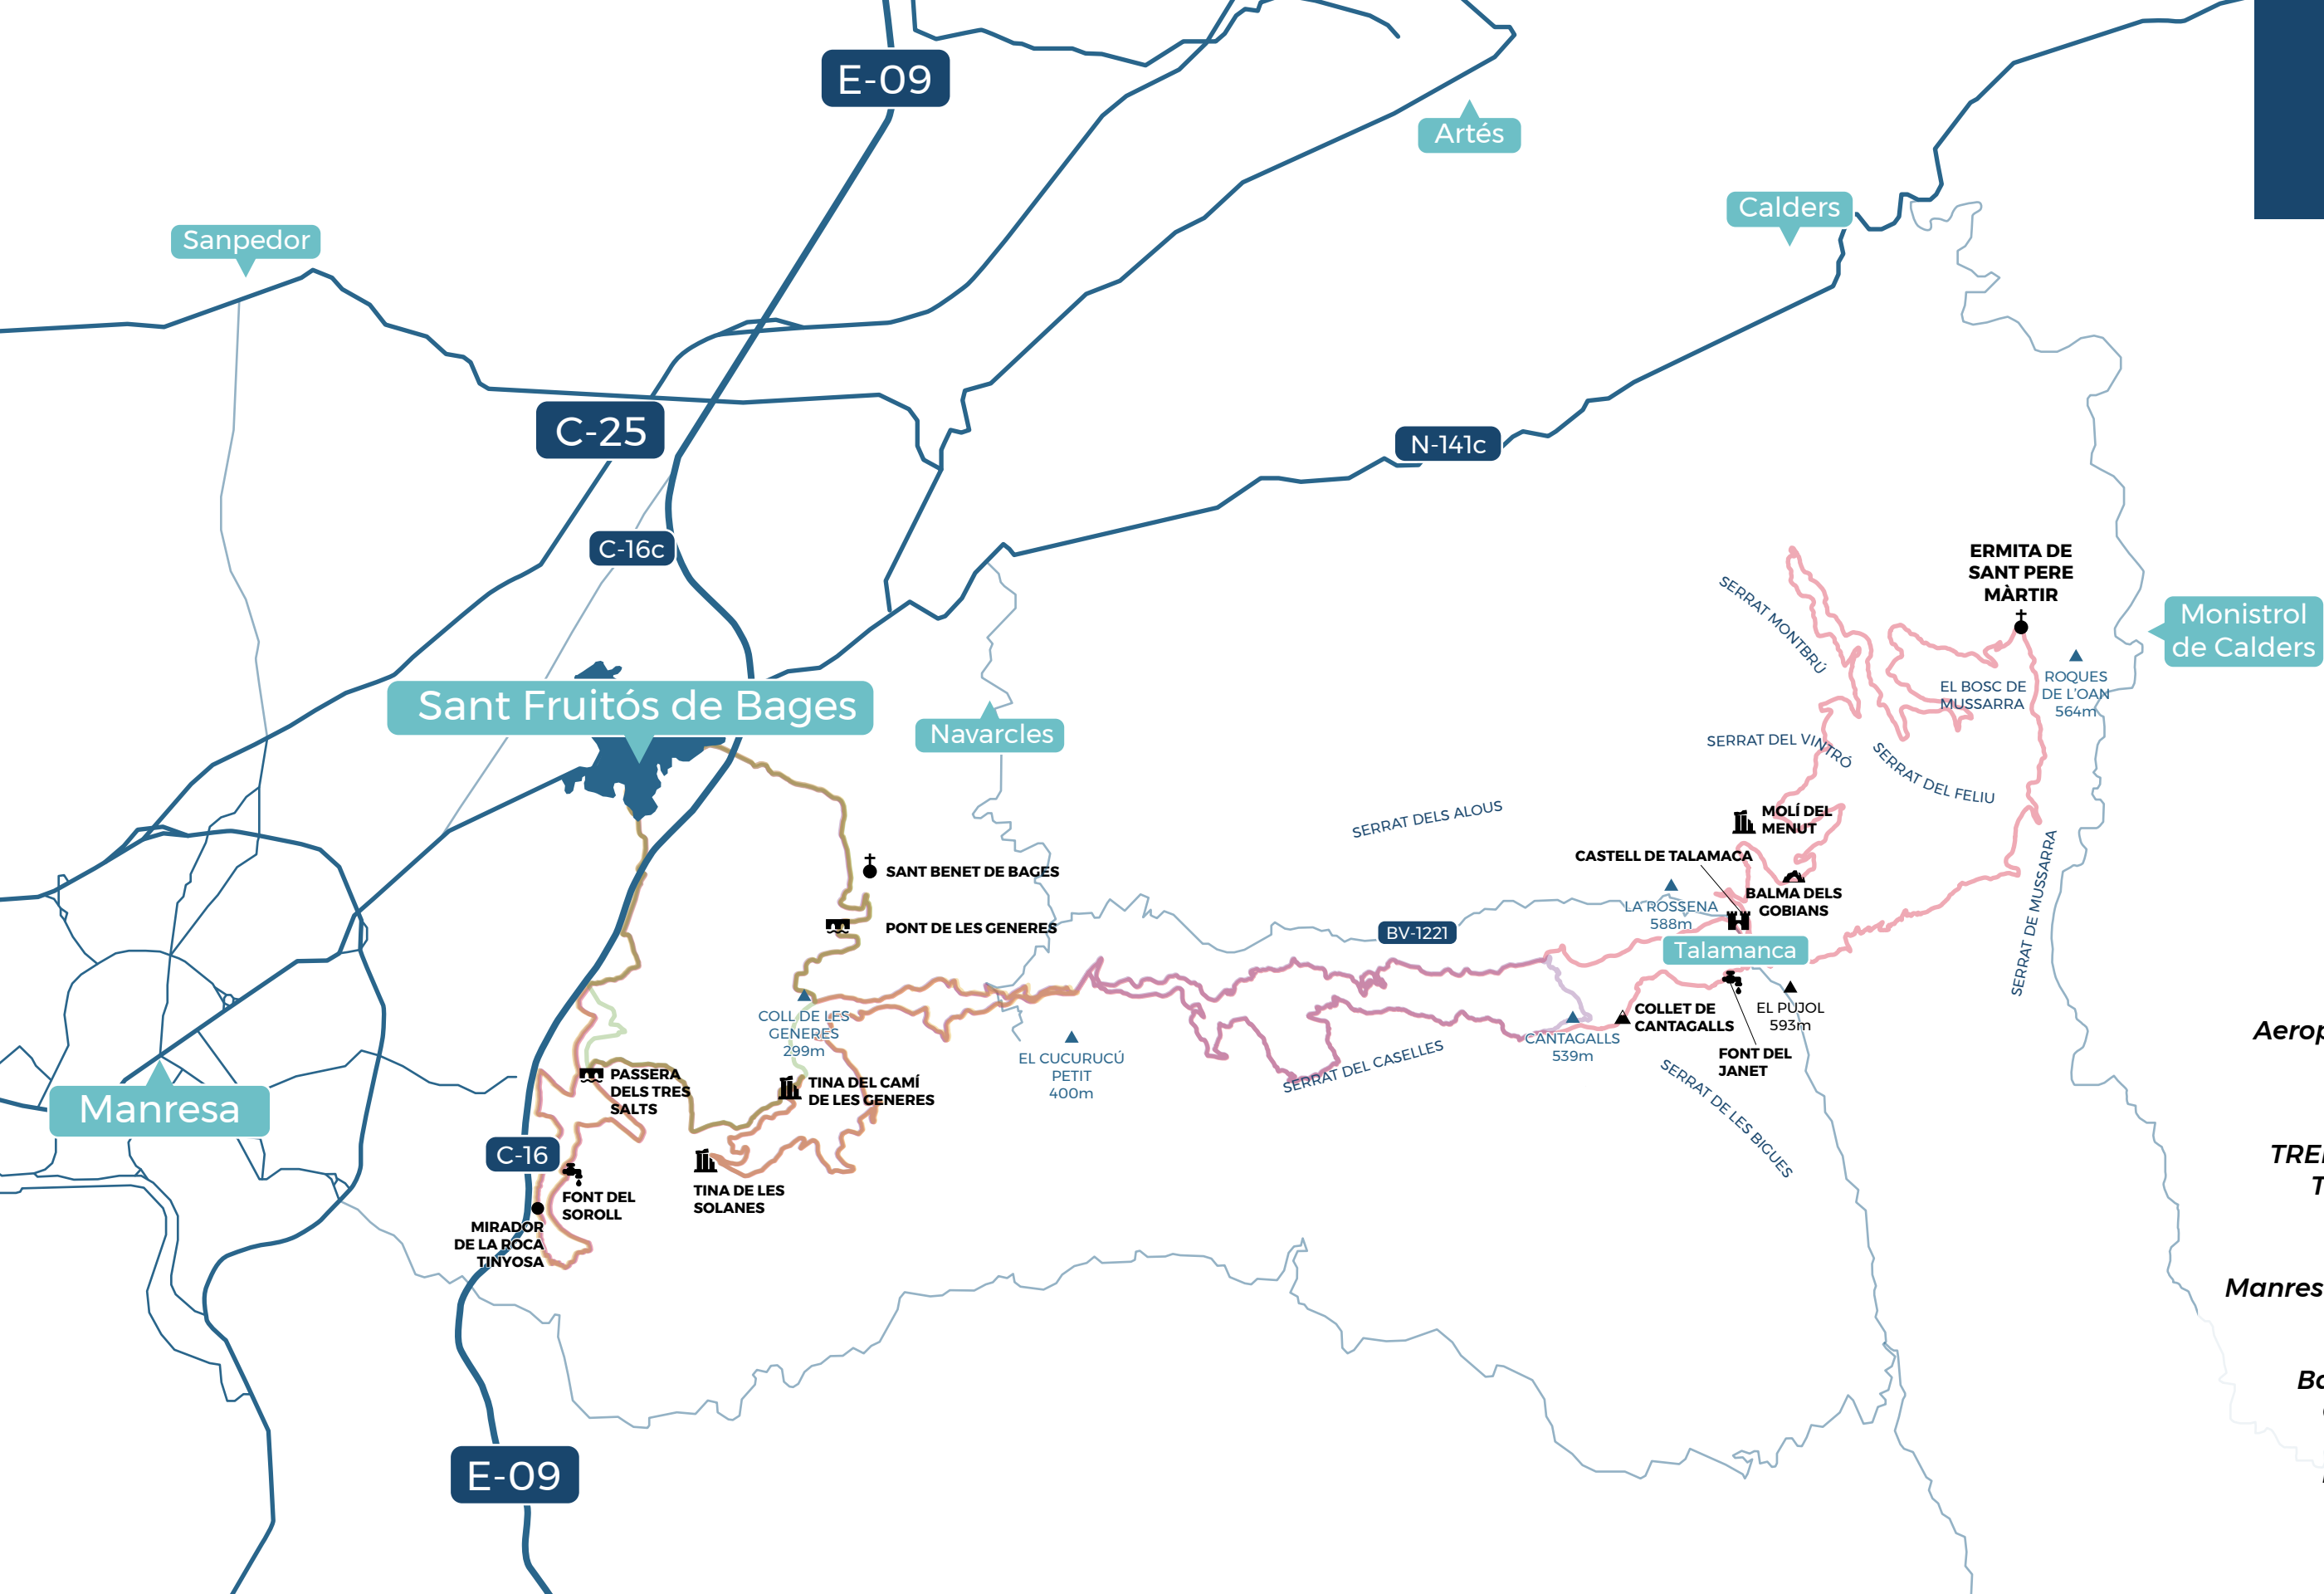 E-09
Artés
Calders
Sanpedor
C-25
N-141c
C-16c
ERMITA DE
SANT PERE
MÀRTIR
SERRAT MONTBRÚ
Monistrol
de Calders
ROQUES
DE L'OAN
564m
EL BOSC DE
MUSSARRA
Sant Fruitós de Bages
Navarcles
SERRAT DEL VINTRÓ
SERRAT DEL FELIU
SERRAT DELS ALOUS
MOLÍ DEL
MENUT
CASTELL DE TALAMACA
SANT BENET DE BAGES
BALMA DELS
GOBIANS
LA ROSSENA
588m
PONT DE LES GENERES
BV-1221
Talamanca
SERRAT DE MUSSARRA
COLL DE LES
GENERES
299m
EL CUCURUCÚ
PETIT
400m
SERRAT DEL CASELLES
CANTAGALLS
539m
COLLET DE
CANTAGALLS
EL PUJOL
593m
FONT DEL
JANET
SERRAT DE LES BIGUES
Aerop
PASSERA
DELS TRES
SALTS
TINA DEL CAMÍ
DE LES GENERES
Manresa
C-16
FONT DEL
SOROLL
TINA DE LES
SOLANES
MIRADOR
DE LA ROCA
TINYOSA
TRE
T
Manres
E-09